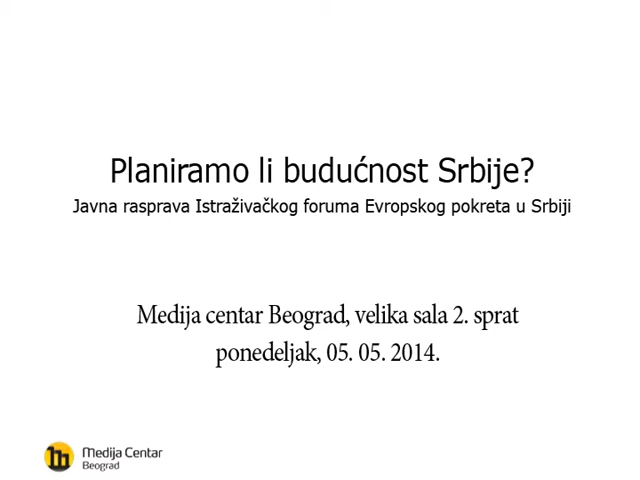 Planiramo li budućnost Srbije?
Javna rasprava Istraživačkog foruma Evropskog pokreta u Srbiji
Medija centar Beograd, velika sala 2. sprat
ponedeljak, 05. 05. 2014.
Medija Centar
Beograd